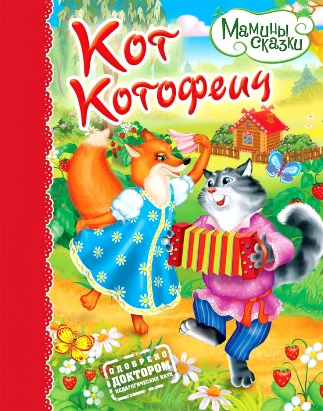 Мамины
сказки
Кот
Котофеич
ОДОБРЕНО
ДОКТОРОМ
ПЕДАГОГИЧЕСКИХ НАУК